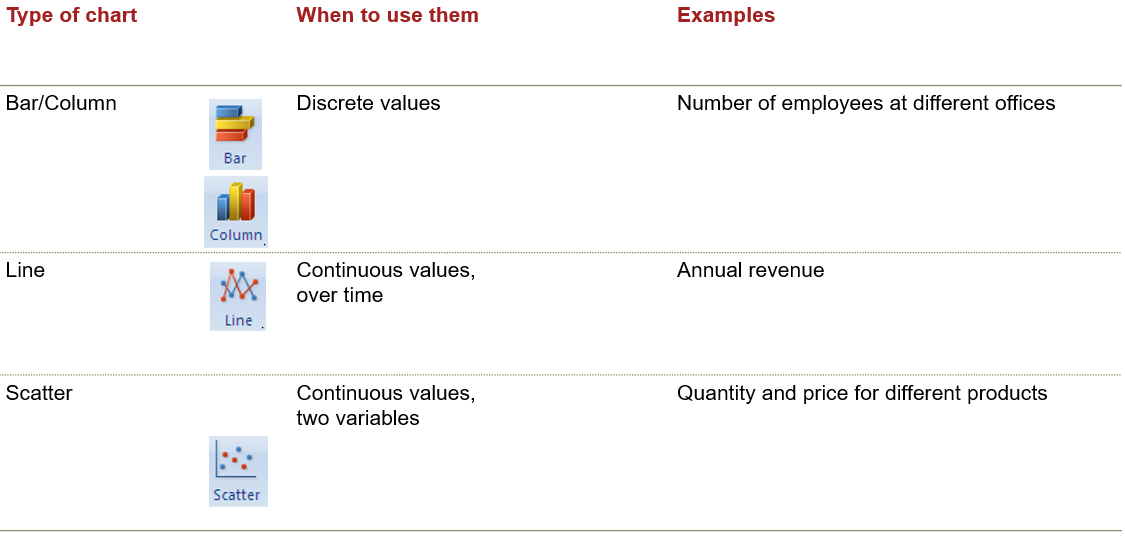 Type of chart
When to use them
Examples
Bar/Column
Bar
Column
Discrete values
Number of employees at different offices
Line
Line
Continuous values,
over time
Annual revenue
Scatter
Scatter
Continuous values,
two variables
Quantity and price for different products